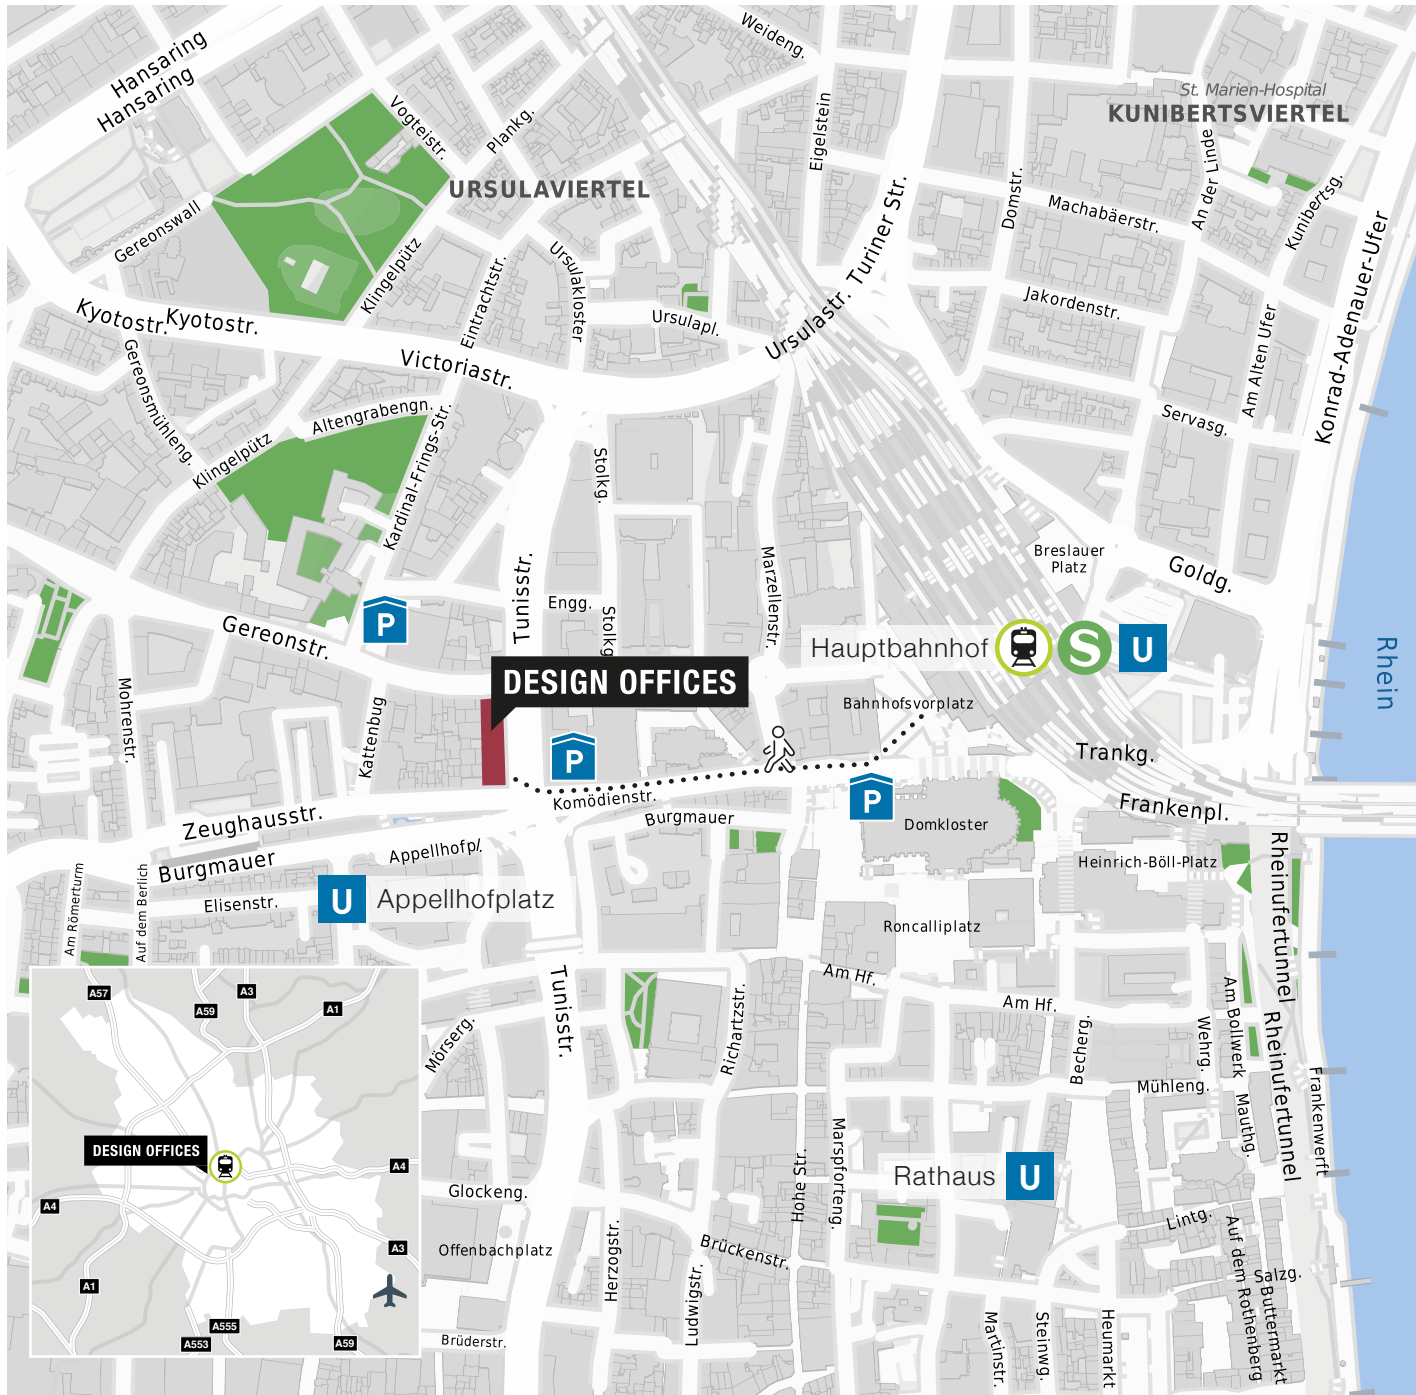 Weideng.
Hansaring
Hansaring
St. Marien-Hospital
KUNIBERTSVIERTEL
Vogteistr.
Plankg.
Eigelstein
An der Linde
URSULAVIERTEL
Domstr.
Machabäerstr.
Kunibertsg.
Gereonswall
Turiner Str.
Klingelpütz
Ursulakloster
Eintrachtstr.
Konrad-Adenauer-Ufer
Jakordenstr.
Kyotostr.
Kyotostr.
Ursulapl.
Ursulastr.
Victoriastr.
Am Alten Ufer
Gereonsmühleng.
Altengrabengn.
Servasg.
Klingelpütz
Kardinal-Frings-Str.
Stolkg.
Breslauer
Platz
Goldg.
Tunisstr.
Marzellenstr.
Engg.
Stolkg
P
Gereonstr.
Hauptbahnhof
S
U
Rhein
DESIGN OFFICES
Mohrenstr.
Kattenbug
Bahnhofsvorplatz
P
Trankg.
P
Komödienstr.
Frankenpl.
Zeughausstr.
Burgmauer
Domkloster
Burgmauer
Appellhofpl.
Heinrich-Böll-Platz
Rheinufertunnel
Am Römerturm
Auf dem Berlich
Elisenstr.
U
Appellhofplatz
Roncalliplatz
Am Hf.
Am Hf.
Tunisstr.
Richartzstr.
Mörserg.
Becherg.
Wehrg.
Am Bollwerk
Rheinufertunnel
Mühleng.
Mauthg.
Frankenwerft
A57
A59
A3
A1
DESIGN OFFICES
A4
A4
A3
A1
A555
A553
A59
Marspforteng.
Hohe Str.
Rathaus
U
Glockeng.
Lintg.
Offenbachplatz
Herzogstr.
Brückenstr.
Ludwigstr.
Auf dem Rothenberg
Salzg.
Buttermarkt
Brüderstr.
Martinstr.
Steinwg.
Heumarkt